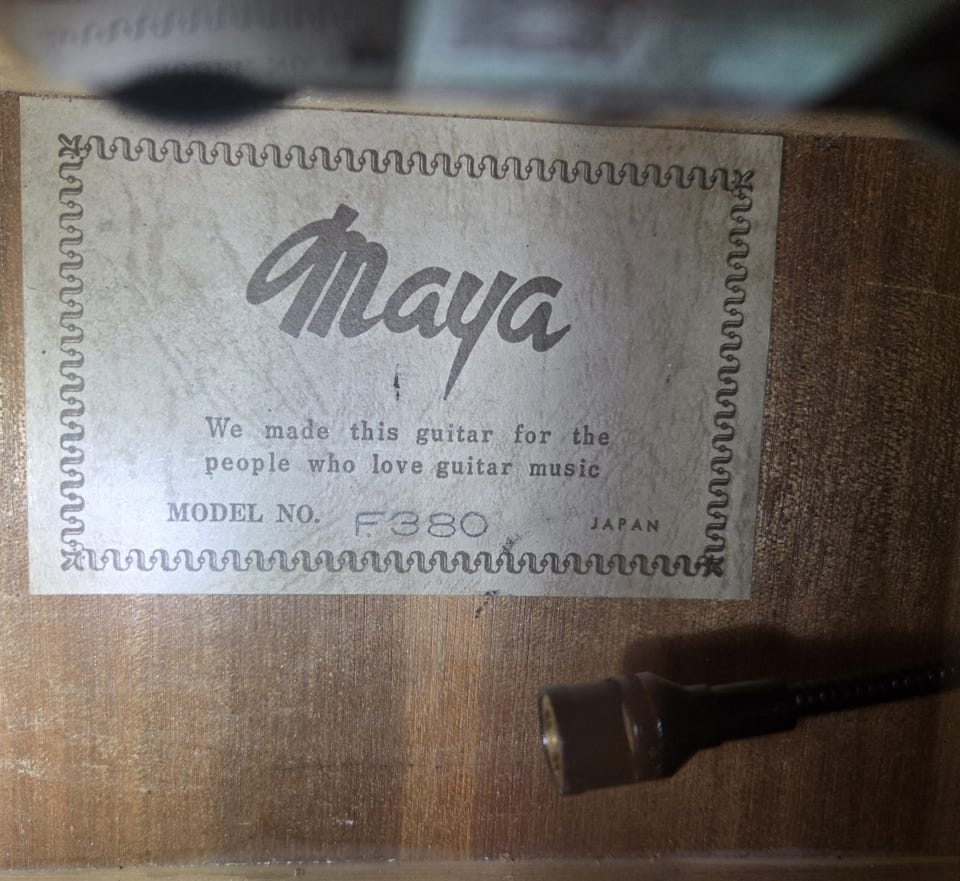 Maya
We made this guitar for the
people who love guitar music
MODEL NO. F380 JAPAN